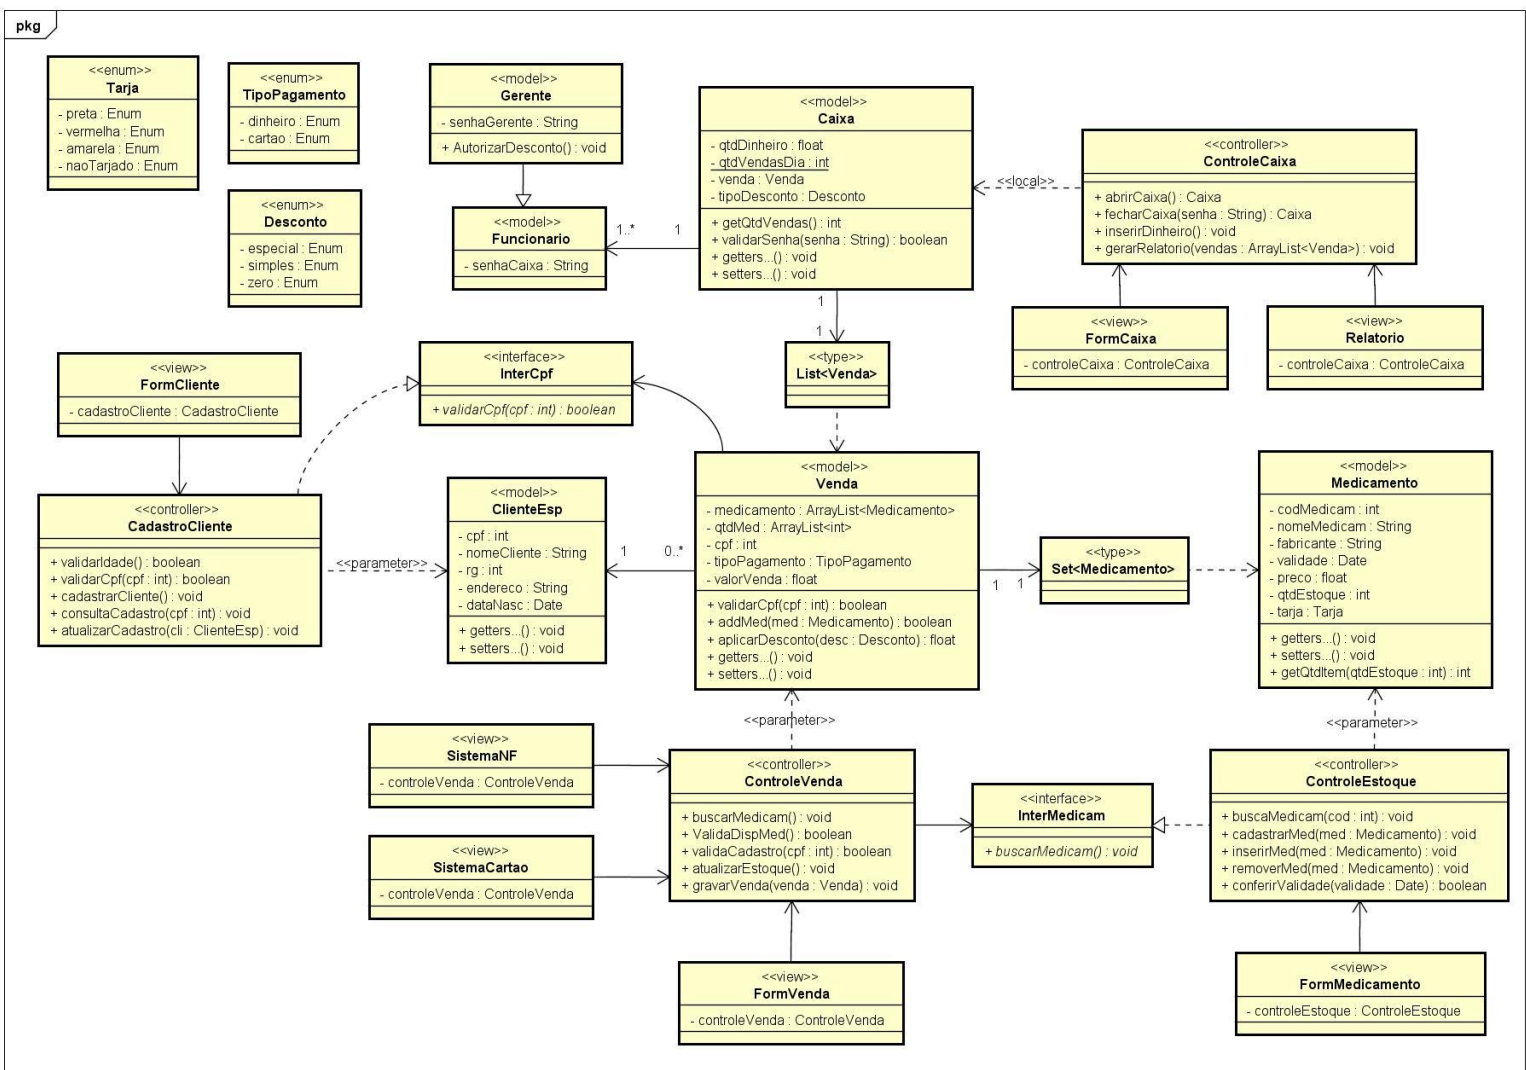 pkg
<<enum>>
Tarja
- preta : Enum
- vermelha : Enum
- amarela : Enum
- naoTarjado : Enum
<<enum>>
TipoPagamento
- dinheiro : Enum
- cartao : Enum
<<enum>>
Desconto
- especial : Enum
- simples : Enum
- zero : Enum
<<model>>
Gerente
- senhaGerente : String
+ AutorizarDesconto() : void
<<model>>
Funcionario
- senhaCaixa : String
1..*
1
<<model>>
Caixa
- qtdDinheiro : float
- qtdVendasDia : int
- venda : Venda
- tipoDesconto : Desconto
+ getQtdVendas() : int
+ validarSenha(senha : String) : boolean
+ getters...() : void
+ setters...() : void
<<local>>
<<controller>>
ControleCaixa
+ abrirCaixa() : Caixa
+ fecharCaixa(senha : String) : Caixa
+ inserirDinheiro() : void
+ gerarRelatorio(vendas : ArrayList<Venda>) : void
<<view>>
FormCaixa
- controleCaixa : ControleCaixa
<<view>>
Relatorio
- controleCaixa : ControleCaixa
1
1
<<type>>
List<Venda>
<<view>>
FormCliente
- cadastroCliente : CadastroCliente
<<interface>>
InterCpf
+ validarCpf(cpf : int) : boolean
<<controller>>
CadastroCliente
+ validarIdade() : boolean
+ validarCpf(cpf : int) : boolean
+ cadastrarCliente() : void
+ consultaCadastro(cpf : int) : void
+ atualizarCadastro(cli : ClienteEsp) : void
<<parameter>>
<<model>>
ClienteEsp
- cpf : int
- nomeCliente : String
- rg : int
- endereco : String
- dataNasc : Date
+ getters...() : void
+ setters...() : void
1
0..*
<<model>>
Venda
- medicamento : ArrayList<Medicamento>
- qtdMed : ArrayList<int>
- cpf : int
- tipoPagamento : TipoPagamento
- valorVenda : float
+ validarCpf(cpf : int) : boolean
+ addMed(med : Medicamento) : boolean
+ aplicarDesconto(desc : Desconto) : float
+ getters...() : void
+ setters...() : void
1
1
<<type>>
Set<Medicamento>
<<model>>
Medicamento
- codMedicam : int
- nomeMedicam : String
- fabricante : String
- validade : Date
- preco : float
- qtdEstoque : int
- tarja : Tarja
+ getters...() : void
+ setters...() : void
+ getQtdItem(qtdEstoque : int) : int
<<parameter>>
<<parameter>>
<<view>>
SistemaNF
- controleVenda : ControleVenda
<<view>>
SistemaCartao
- controleVenda : ControleVenda
<<controller>>
ControleVenda
+ buscarMedicam() : void
+ ValidaDispMed() : boolean
+ validaCadastro(cpf : int) : boolean
+ atualizarEstoque() : void
+ gravarVenda(venda : Venda) : void
<<interface>>
InterMedicam
+ buscarMedicam() : void
<<controller>>
ControleEstoque
+ buscaMedicam(cod : int) : void
+ cadastrarMed(med : Medicamento) : void
+ inserirMed(med : Medicamento) : void
+ removerMed(med : Medicamento) : void
+ conferirValidade(validade : Date) : boolean
<<view>>
FormVenda
- controleVenda : ControleVenda
<<view>>
FormMedicamento
- controleEstoque : ControleEstoque